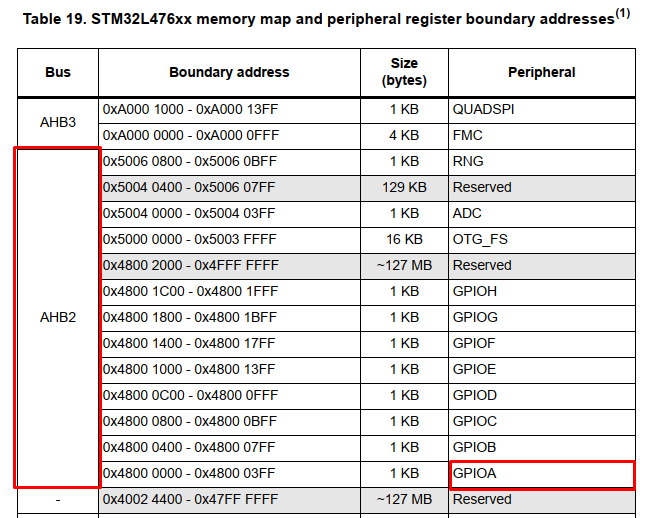 Table 19. STM32L476xx memory map and peripheral register boundary addresses(1)
Bus Boundary address Size (bytes) Peripheral
AHB3 0xA000 1000 - 0xA000 13FF 1 KB QUADSPI
0xA000 0000 - 0xA000 0FFF 4 KB FMC
AHB2 0x5006 0800 - 0x5006 0BFF 1 KB RNG
0x5004 0400 - 0x5006 07FF 129 KB Reserved
0x5004 0000 - 0x5004 03FF 1 KB ADC
0x5000 0000 - 0x5003 FFFF 16 KB OTG_FS
0x4800 2000 - 0x4FFF FFFF ~127 MB Reserved
0x4800 1C00 - 0x4800 1FFF 1 KB GPIOH
0x4800 1800 - 0x4800 1BFF 1 KB GPIOG
0x4800 1400 - 0x4800 17FF 1 KB GPIOF
0x4800 1000 - 0x4800 13FF 1 KB GPIOE
0x4800 0C00 - 0x4800 0FFF 1 KB GPIOD
0x4800 0800 - 0x4800 0BFF 1 KB GPIOC
0x4800 0400 - 0x4800 07FF 1 KB GPIOB
0x4800 0000 - 0x4800 03FF 1 KB GPIOA
- 0x4002 4400 - 0x47FF FFFF ~127 MB Reserved